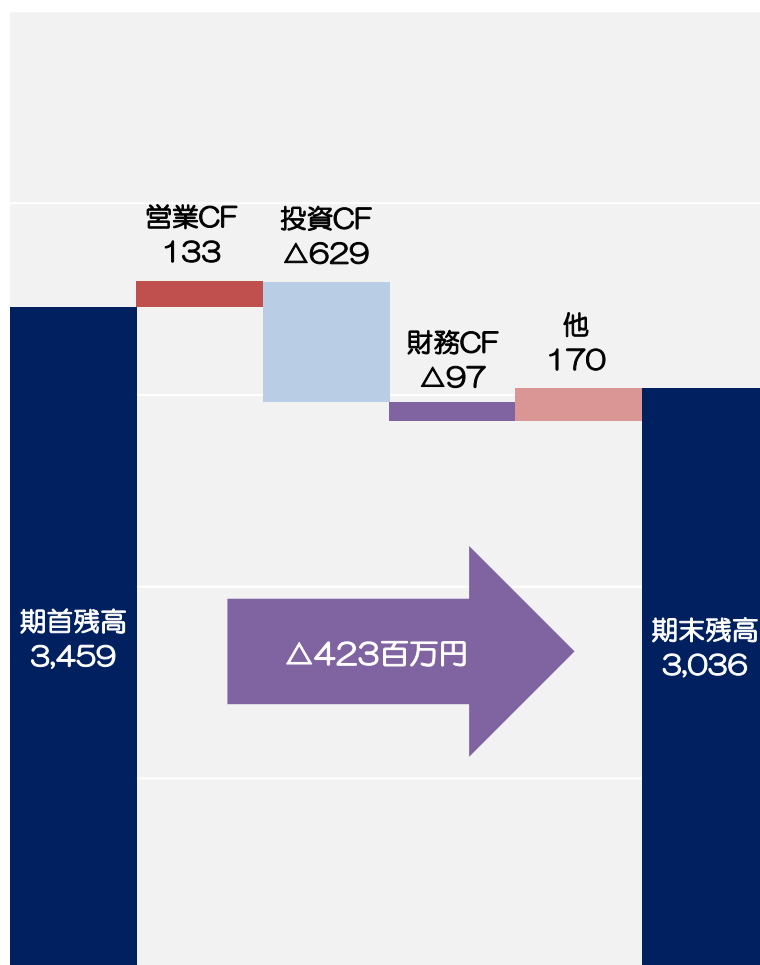 営業CF
133
投資CF
△629
財務CF
△97
他
170
期首残高
3,459
△423百万円
期末残高
3,036